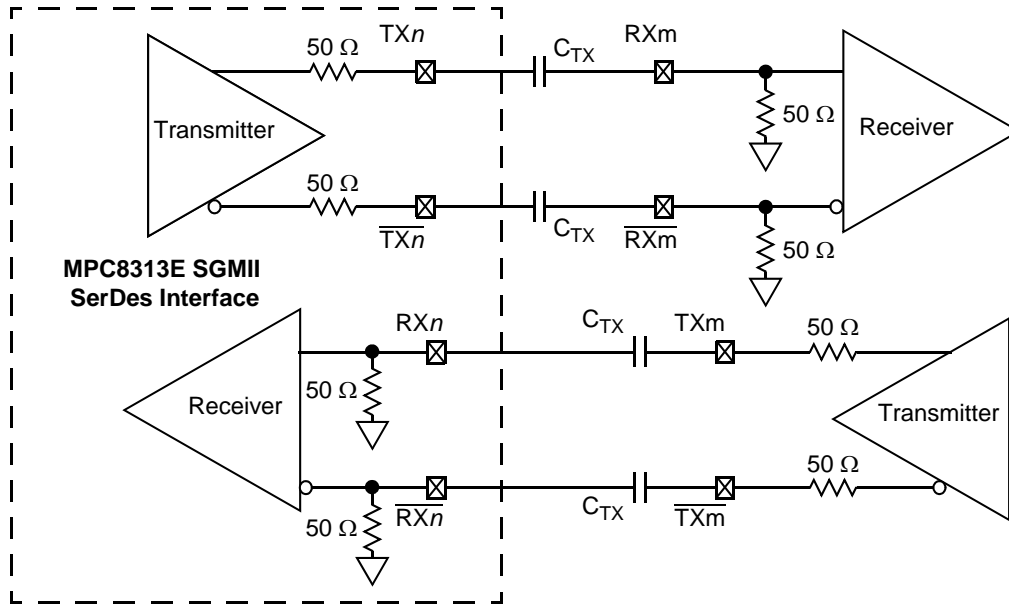 TXn
RXm
50 Ω
CTX
Transmitter
50 Ω
Receiver
50 Ω
TXn
CTX
RXm
50 Ω
MPC8313E SGMII
SerDes Interface
RXn
CTX
TXm
50 Ω
Receiver
50 Ω
Transmitter
50 Ω
RXn
CTX
TXm
50 Ω